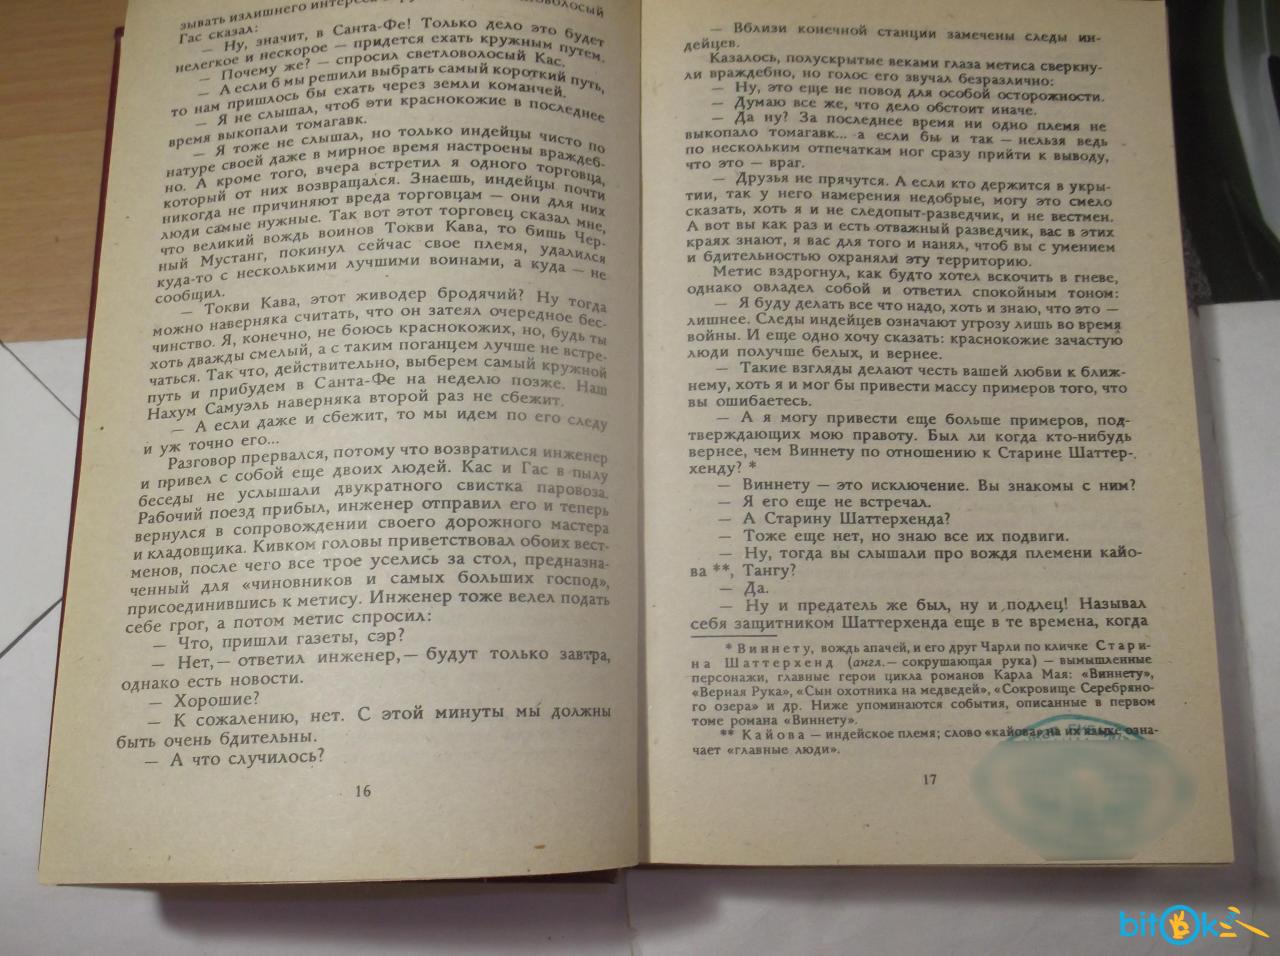 зывать излишнего
Гас сказал:
— Ну, значит, в Санта-Фе! Только дело это будет
нелегкое и нескорое — придется ехать кружным путем.
— Почему же? — спросил светловолосый Кас.
— А если б мы решили выбрать самый короткий путь,
то нам пришлось бы ехать через земли команчей.
— Я не слышал, чтоб эти краснокожие в последнее
время выкопали томагавк.
— Я тоже не слышал, но только индейцы чисто по
натуре своей даже в мирное время настроены враждеб-
но. А кроме того, вчера встретил я одного торговца,
который от них возвращался. Знаешь, индейцы почти
никогда не причиняют вреда торговцам — они для них
люди самые нужные. Так вот этот торговец сказал мне,
что великий вождь воинов Токви Кава, то бишь Чер-
ный Мустанг, покинул сейчас свое племя, удалился
куда-то с несколькими лучшими воинами, а куда — не
сообщил.
— Токви Кава, этот живодер бродячий? Ну тогда
можно наверняка считать, что он затеял очередное бес-
чинство. Я, конечно, не боюсь краснокожих, но, будь ты
хоть дважды смелый, а с таким поганцем лучше не встре-
чаться. Так что, действительно, выберем самый кружной
путь и прибудем в Санта-Фе на неделю позже. Наш
Нахум Самуэль наверняка второй раз не сбежит.
— А если даже и сбежит, то мы идем по его следу
и уж точно его...
Разговор прервался, потому что возвратился инженер
и привел с собой еще двоих людей. Кас и Гас в пылу
беседы не услышали двукратного свистка паровоза.
Рабочий поезд прибыл, инженер отправил его и теперь
вернулся в сопровождении своего дорожного мастера
и кладовщика. Кивком головы приветствовал обоих вест-
менов, после чего все трое уселись за стол, предназна-
ченный для «чиновников и самых больших господ»,
присоединившись к метису. Инженер тоже велел подать
себе грог, а потом метис спросил:
— Что, пришли газеты, сэр?
— Нет,— ответил инженер,— будут только завтра,
однако есть новости.
— Хорошие?
— К сожалению, нет. С этой минуты мы должны
быть очень бдительны.
— А что случилось?
16
— Вблизи конечной станции замечены следы ин-
дейцев.
Казалось, полускрытые веками глаза метиса сверкну-
ли враждебно, но голос его звучал безразлично:
— Ну, это еще не повод для особой осторожности.
— Думаю все же, что дело обстоит иначе.
— Да ну? За последнее время ни одно племя не
выкопало томагавк... а если бы и так — нельзя ведь
по нескольким отпечаткам ног сразу прийти к выводу,
что это — враг.
— Друзья не прячутся. А если кто держится в укры-
тии, так у него намерения недобрые, могу это смело
сказать, хоть я и не следопыт-разведчик, и не вестмен.
А вот вы как раз и есть отважный разведчик, вас в этих
краях знают, я вас для того и нанял, чтоб вы с умением
и бдительностью охраняли эту территорию.
Метис вздрогнул, как будто хотел вскочить в гневе,
однако овладел собой и ответил спокойным тоном:
— Я буду делать все что надо, хоть и знаю, что это —
лишнее. Следы индейцев означают угрозу лишь во время
войны. И еще одно хочу сказать: краснокожие зачастую
люди получше белых, и вернее.
— Такие взгляды делают честь вашей любви к ближ-
нему, хоть я и мог бы привести массу примеров того, что
вы ошибаетесь.
— А я могу привести еще больше примеров, под-
тверждающих мою правоту. Был ли когда кто-нибудь
вернее, чем Виннету по отношению к Старине Шаттер-
хенду? *
— Виннету — это исключение. Вы знакомы с ним?
— Я его еще не встречал.
— А Старину Шаттерхенда?
— Тоже еще нет, но знаю все их подвиги.
— Ну, тогда вы слышали про вождя племени кайо-
ва **, Тангу?
— Да.
— Ну и предатель же был, ну и подлец! Называл
себя защитником Шаттерхенда еще в те времена, когда
* Виннету, вождь апачей, и его друг Чарли по кличке Стари-
на Шаттерхенд (англ.— сокрушающая рука) — вымышленные
персонажи, главные герои цикла романов Карла Мая: «Виннету»,
«Верная Рука», «Сын охотника на медведей», «Сокровище Серебряно-
го озера» и др. Ниже упоминаются события, описанные в первом
томе романа «Виннету».
** Кайова — индейское племя; слово «кайова» на их языке озна-
чает «главные люди».
17